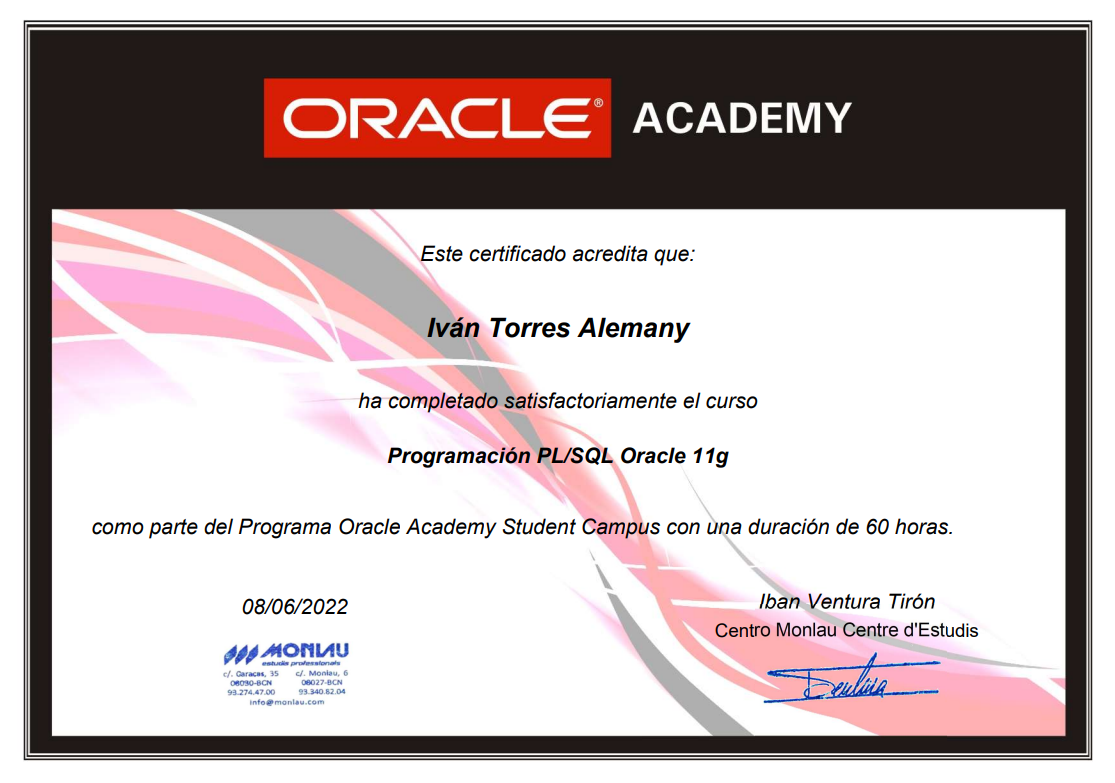 ORACLE® ACADEMY
Este certificado acredita que:
Iván Torres Alemany
ha completado satisfactoriamente el curso
Programación PL/SQL Oracle 11g
como parte del Programa Oracle Academy Student Campus con una duración de 60 horas.
08/06/2022
MONLAU
estudis professionals
c/. Garacas, 35 c/. Monlau, 6
08030-BCN 08027-BCN
93.274.47.00 93.340.82.04
info@monlau.com
Iban Ventura Tirón
Centro Monlau Centre d'Estudis